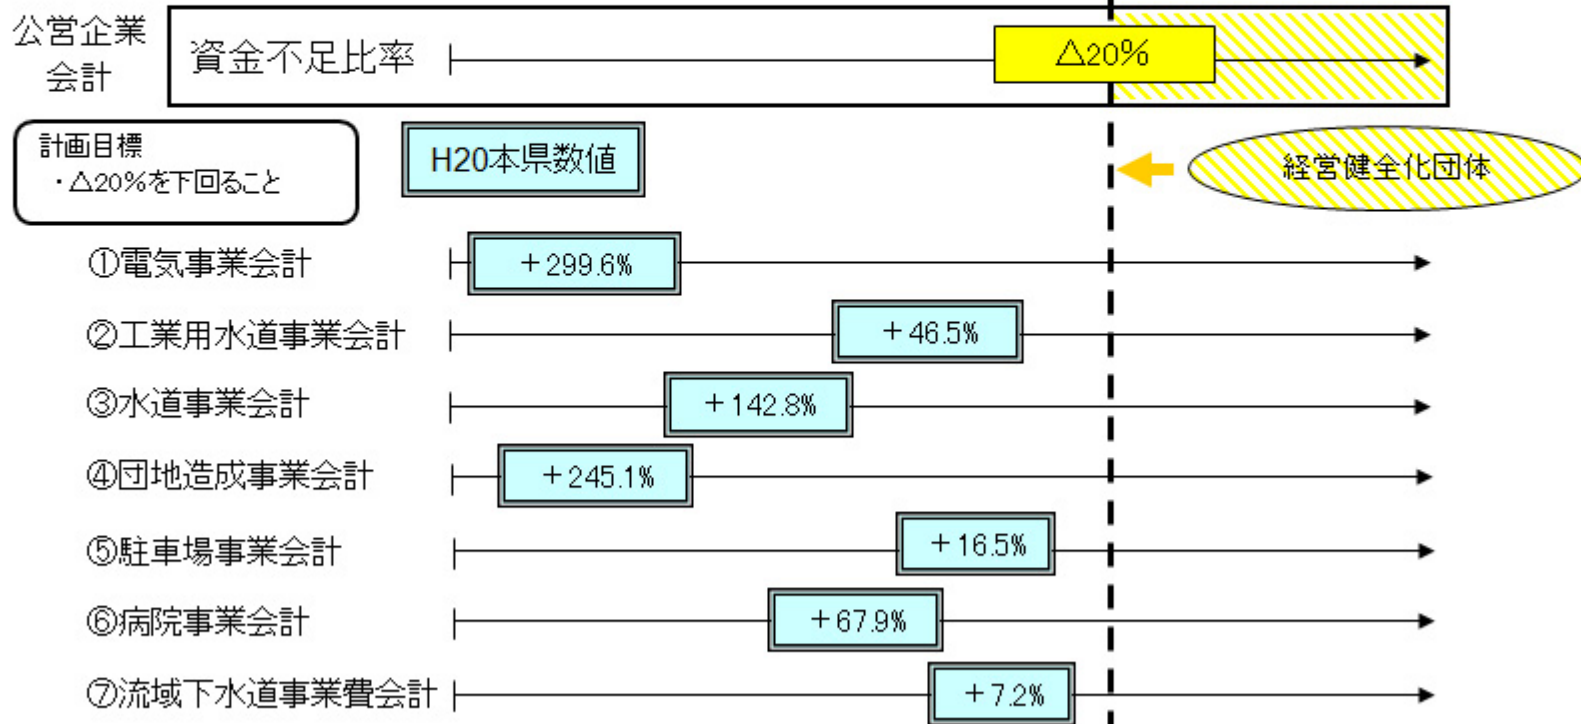 公営企業
会計
資金不足比率
△20%
計画目標
・△20%を下回ること
H20本県数値
経営健全化団体
①電気事業会計
+299.6%
②工業用水道事業会計
+46.5%
③水道事業会計
+142.8%
④団地造成事業会計
+245.1%
⑤駐車場事業会計
+16.5%
⑥病院事業会計
+67.9%
⑦流域下水道事業費会計
+7.2%